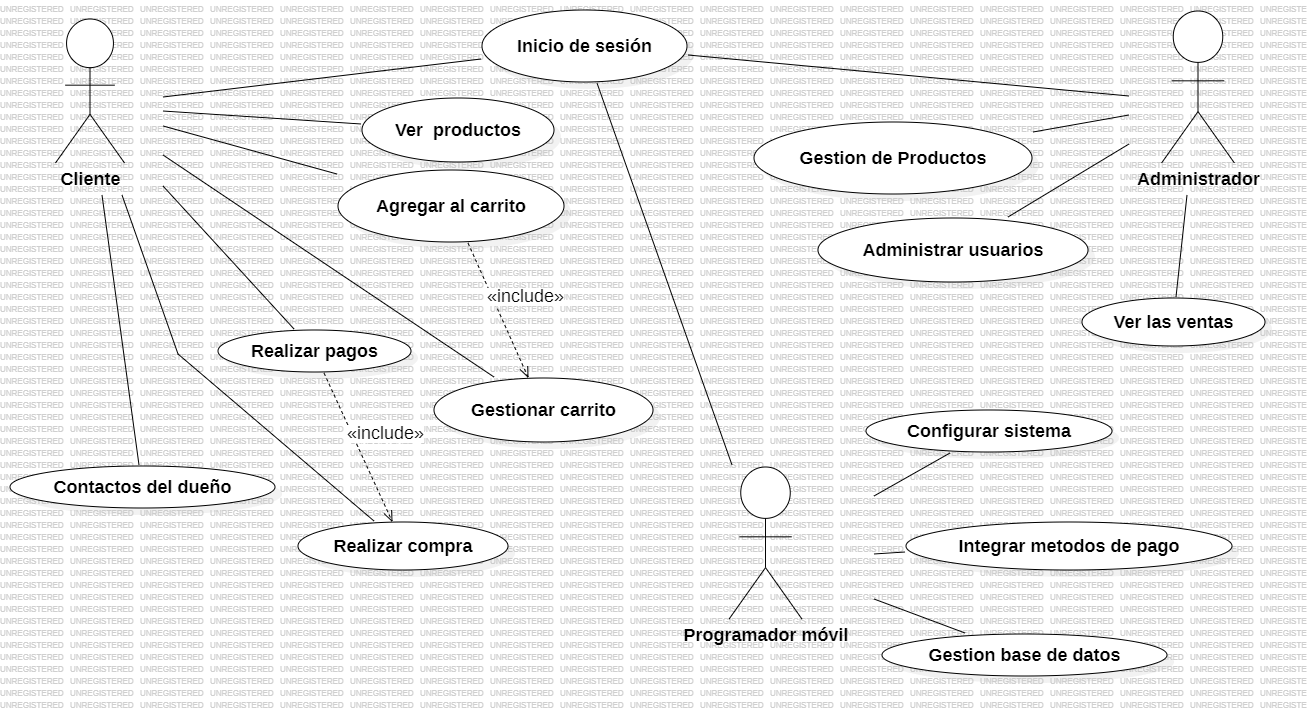 Inicio de sesión
Ver productos
Gestion de Productos
Cliente
Administrador
Agregar al carrito
Administrar usuarios
«include»
Ver las ventas
Realizar pagos
Gestionar carrito
Configurar sistema
«include»
Contactos del dueño
Realizar compra
Integrar metodos de pago
Programador móvil
Gestion base de datos
UNREGISTERED